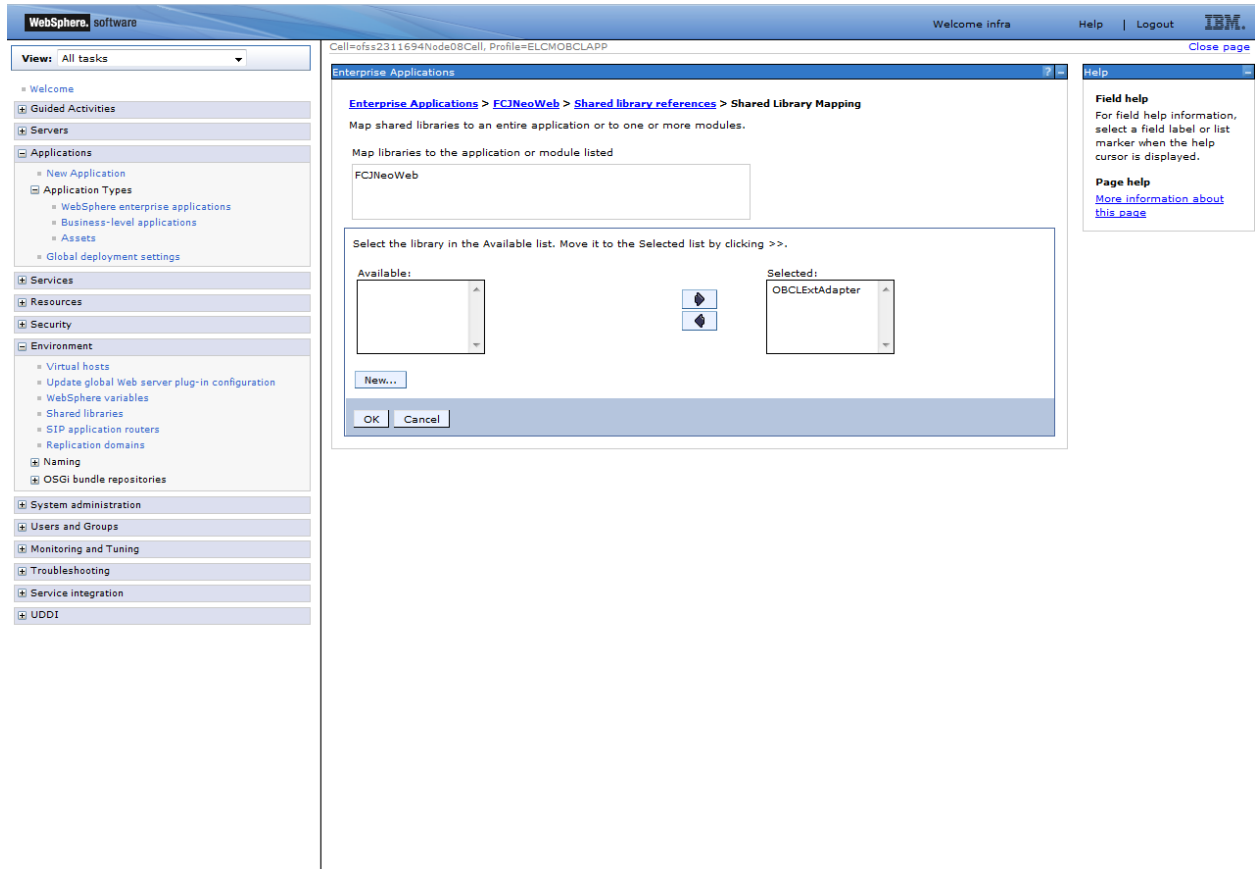 WebSphere. software
Welcome infra Help | Logout IBM.
View: All tasks
Welcome
Guided Activities
Servers
Applications
New Application
Application Types
WebSphere enterprise applications
Business-level applications
Assets
Global deployment settings
Services
Resources
Security
Environment
Virtual hosts
Update global Web server plug-in configuration
WebSphere variables
Shared libraries
SIP application routers
Replication domains
Naming
OSGi bundle repositories
System administration
Users and Groups
Monitoring and Tuning
Troubleshooting
Service integration
UDDI
Cell=ofss2311694Node08Cell, Profile=ELCMOBCLAPP
Close page
Enterprise Applications
? -
Enterprise Applications > FCJNeoWeb > Shared library references > Shared Library Mapping
Map shared libraries to an entire application or to one or more modules.
Map libraries to the application or module listed
FCJNeoWeb
Select the library in the Available list. Move it to the Selected list by clicking >>.
Available:
Selected:
OBCLExtAdapter
New...
OK Cancel
Help
-
Field help
For field help information,
select a field label or list
marker when the help
cursor is displayed.
Page help
More information about
this page